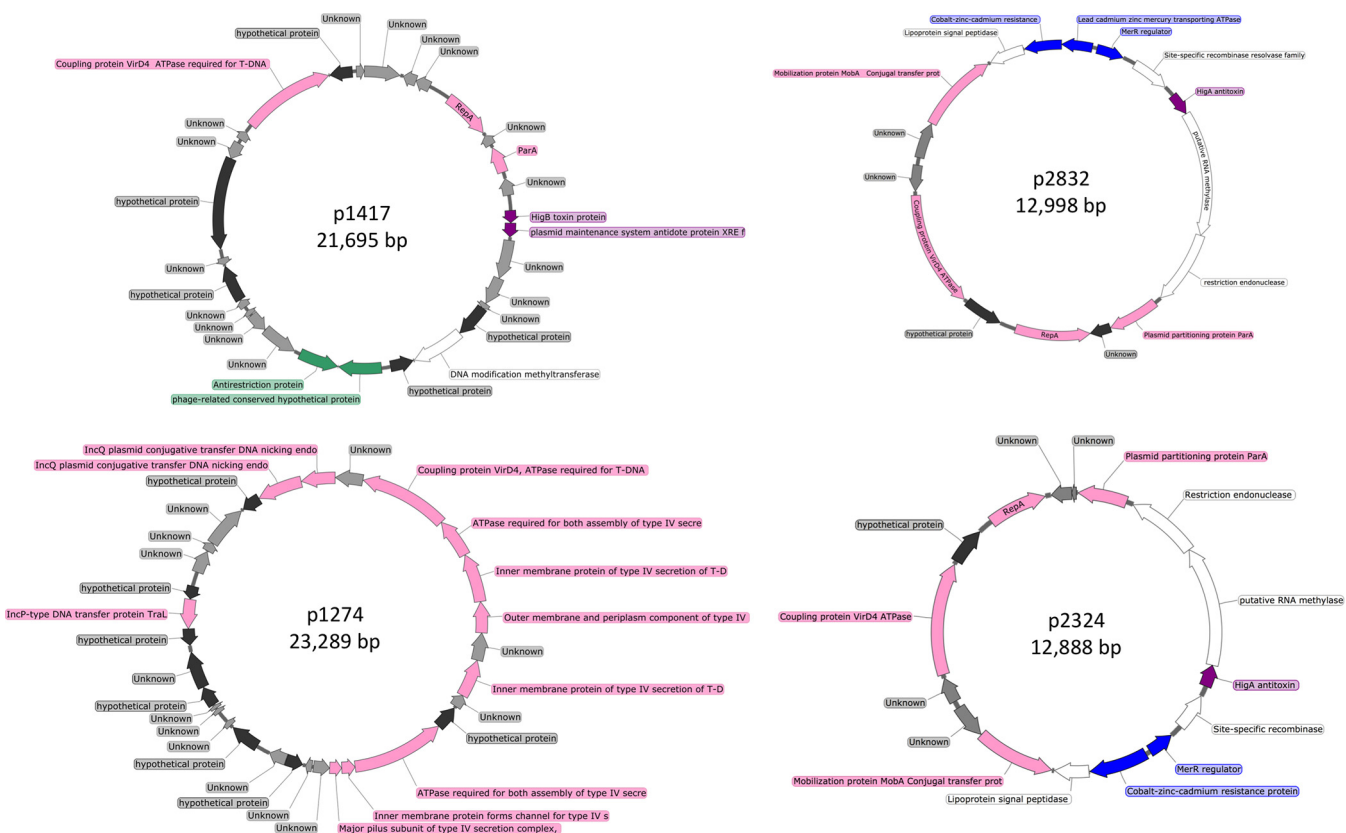 Unknown
hypothetical protein
Coupling protein VirD4 ATPase required for T-DNA
Unknown
Unknown
Unknown
RepA
Unknown
ParA
Unknown
HigB toxin protein
plasmid maintenance system antidote protein XRE f
Unknown
Unknown
Unknown
hypothetical protein
DNA modification methyltransferase
hypothetical protein
phage-related conserved hypothetical protein
Antirestriction protein
Unknown
Unknown
Unknown
Unknown
hypothetical protein
Unknown
hypothetical protein
Unknown
Unknown
p1417
21,695 bp
Cobalt-zinc-cadmium resistance
Lead cadmium zinc mercury transporting ATPase
MerR regulator
Lipoprotein signal peptidase
Site-specific recombinase resolvase family
Mobilization protein MobA Conjugal transfer prot
HigA antitoxin
putative RNA methylase
Unknown
Unknown
p2832
12,998 bp
Coupling protein VirD4 ATPase
restriction endonuclease
hypothetical protein
RepA
Plasmid partitioning protein ParA
Unknown
IncQ plasmid conjugative transfer DNA nicking endo
IncQ plasmid conjugative transfer DNA nicking endo
Unknown
Coupling protein VirD4, ATPase required for T-DNA
hypothetical protein
Unknown
ATPase required for both assembly of type IV secre
Unknown
Unknown
Inner membrane protein of type IV secretion of T-D
hypothetical protein
IncP-type DNA transfer protein TraL
Outer membrane and periplasm component of type IV
p1274
23,289 bp
hypothetical protein
Unknown
Unknown
Inner membrane protein of type IV secretion of T-D
hypothetical protein
Unknown
Unknown
Unknown
Unknown
hypothetical protein
hypothetical protein
Unknown
hypothetical protein
Unknown
Unknown
ATPase required for both assembly of type IV secre
Inner membrane protein forms channel for type IV s
Major pilus subunit of type IV secretion complex,
Unknown
Unknown
Plasmid partitioning protein ParA
RepA
Restriction endonuclease
hypothetical protein
putative RNA methylase
Coupling protein VirD4 ATPase
p2324
12,888 bp
HigA antitoxin
Unknown
Site-specific recombinase
Unknown
MerR regulator
Mobilization protein MobA Conjugal transfer prot
Cobalt-zinc-cadmium resistance protein
Lipoprotein signal peptidase